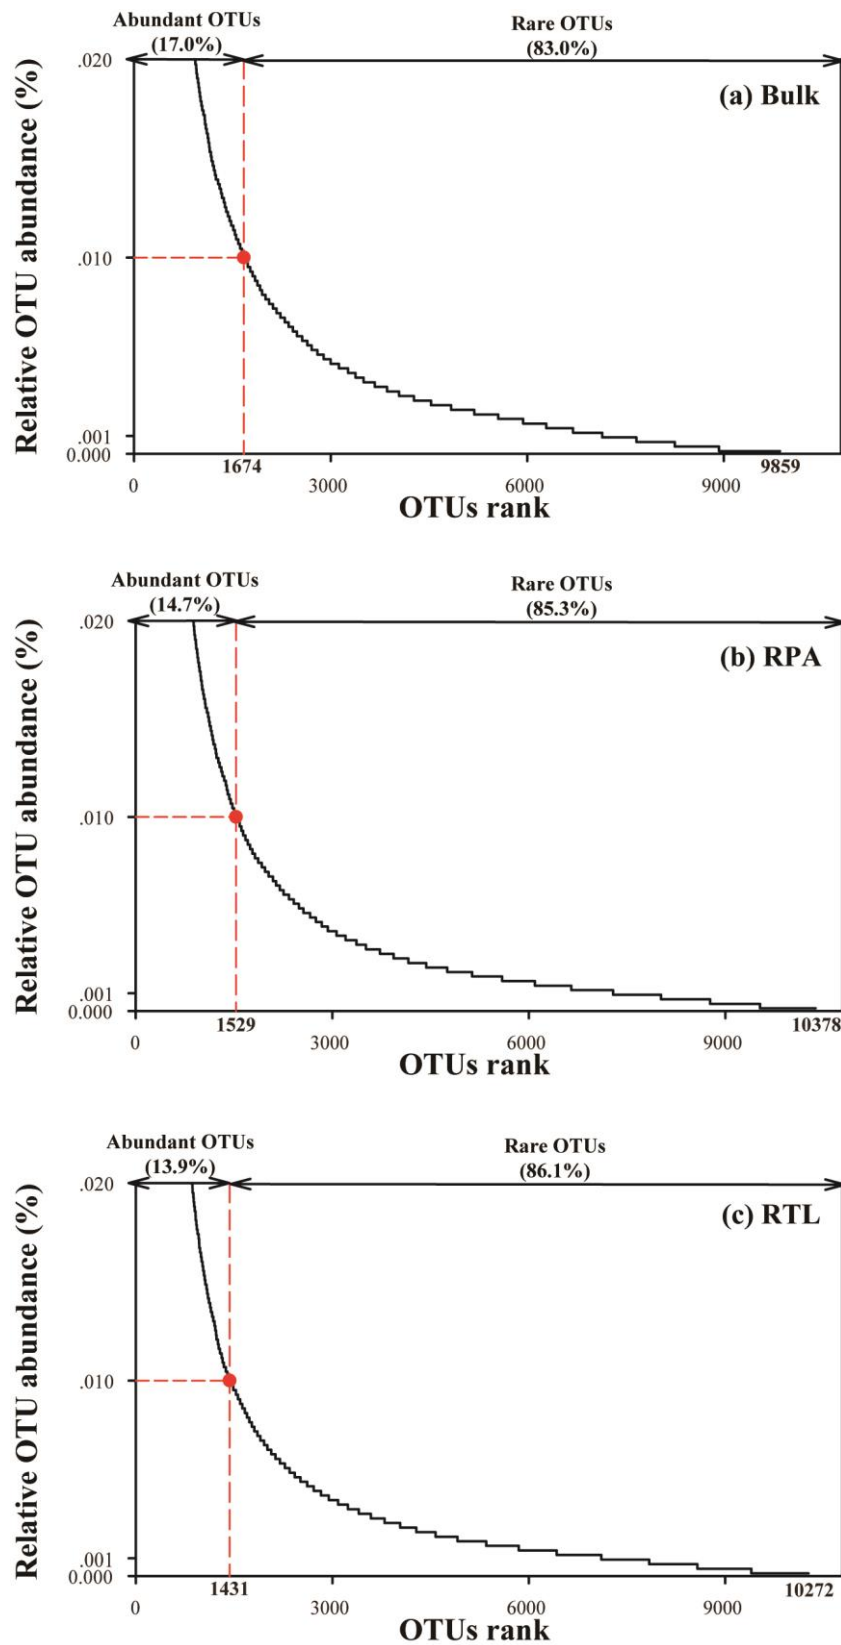 Abundant OTUs
(17.0%)
Rare OTUs
(83.0%)
(a) Bulk
Relative OTU abundance (%)
.020
.010
.001
0.000
1674
9859
0
3000
6000
9000
OTUs rank
Abundant OTUs
(14.7%)
Rare OTUs
(85.3%)
(b) RPA
Relative OTU abundance (%)
.020
.010
.001
0.000
1529
10378
0
3000
6000
9000
OTUs rank
Abundant OTUs
(13.9%)
Rare OTUs
(86.1%)
(c) RTL
Relative OTU abundance (%)
.020
.010
.001
0.000
1431
10272
0
3000
6000
9000
OTUs rank